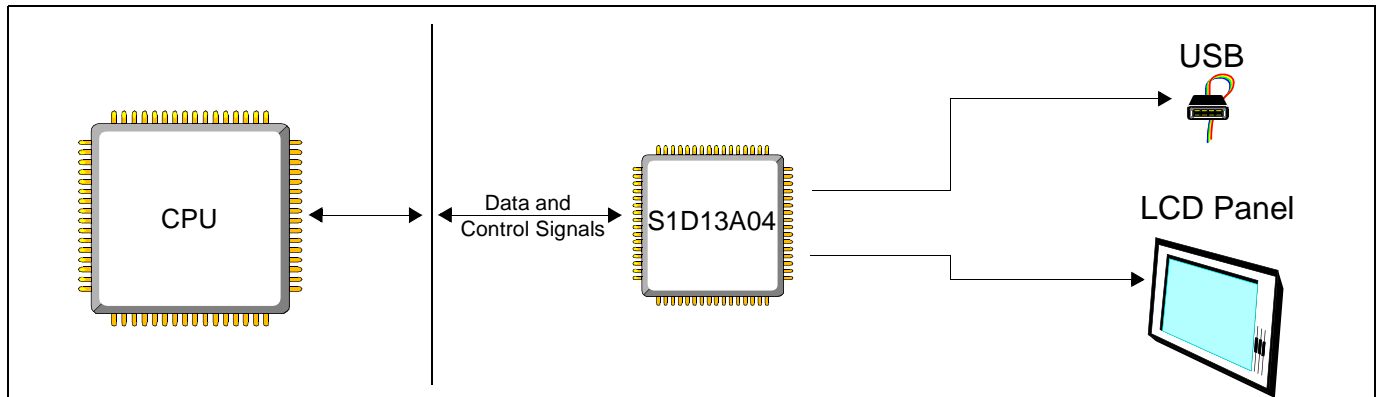 USB
CPU
Data and
Control Signals
S1D13A04
LCD Panel